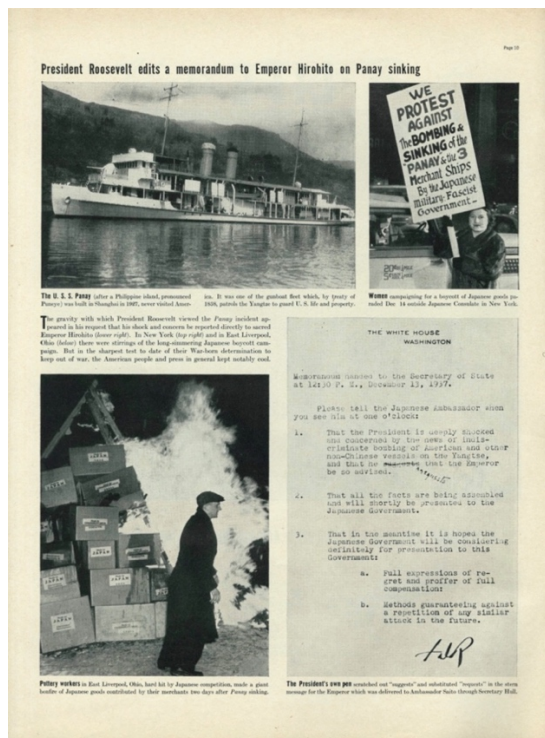 Page 13
President Roosevelt edits a memorandum to Emperor Hirohito on Panay sinking
WE
PROTEST
AGAINST
The BOMBING &
SINKING of the
PANAY & the 3
Merchant Ships
By the Japanese
Military-Fascist
Government-
The U. S. S. Panay (after a Philippine island, pronounced
was built in Shanghai in 1927, never visited Amer-
ica. It was one of the gunboat fleet which, by treaty of
1858, patrols the Yangtze to guard U. S. life and property.
Women campaigning for a boycott of Japanese goods pa-
raded Dec 14 outside Japanese Consulate in New York.
The gravity with which President Roosevelt viewed the Panay incident ap-
peared in his request that his shock and concern be reported directly to sacred
Emperor Hirohito (lower right). In New York (top right) and in East Liverpool,
Ohio (below) there were stirrings of the long-simmering Japanese boycott cam-
paign. But in the sharpest test to date of their War-born determination to
keep out of war, the American people and press in general kept notably cool.
THE WHITE HOUSE
WASHINGTON
Memorandum handed to the Secretary of State
at 12:30 P. M., December 13, 1937.
Please tell the Japanese Ambassador when
you see him at one o'clock:
1. That the President is deeply shocked
and concerned by the news of indis-
criminate bombing of American and other
non-Chinese vessels on the Yangtse,
and that he suggests that the Emperor
be so advised.
requests
2. That all the facts are being assembled
and will shortly be presented to the
Japanese Government.
3. That in the meantime it is hoped the
Japanese Government will be considering
definitely for presentation to this
Government:
a. Full expressions of re-
gret and proffer of full
compensation:
b. Methods guaranteeing against
a repetition of any similar
attack in the future.
JAPAN
JAPAN
JAPAN
Pottery workers in East Liverpool, Ohio, hard hit by Japanese competition, made a giant
bonfire of Japanese goods contributed by their merchants two days after Panay sinking.
The President's own pen scratched out "suggests" and substituted "requests" in the stern
message for the Emperor which was delivered to Ambassador Saito through Secretary Hull.